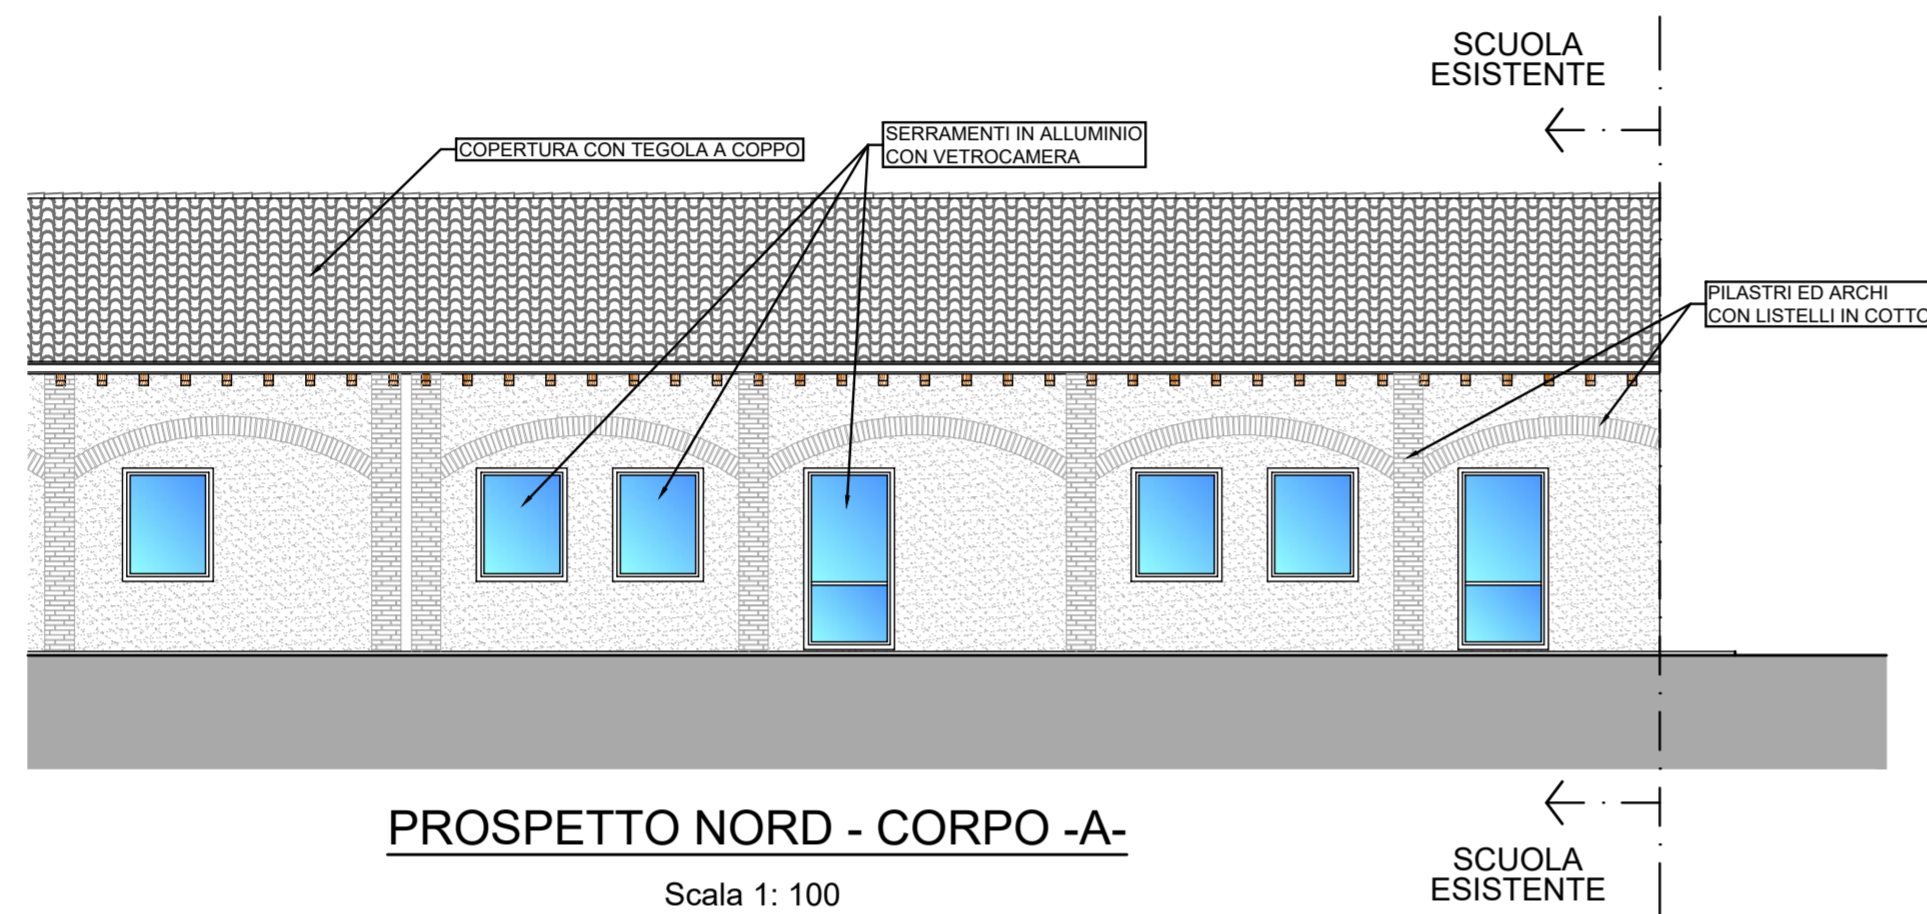 SCUOLA
ESISTENTE
COPERTURA CON TEGOLA A COPPO
SERRAMENTI IN ALLUMINIO
CON VETROCAMERA
PILASTRI ED ARCHI
CON LISTELLI IN COTTO
PROSPETTO NORD - CORPO -A-
Scala 1: 100
SCUOLA
ESISTENTE